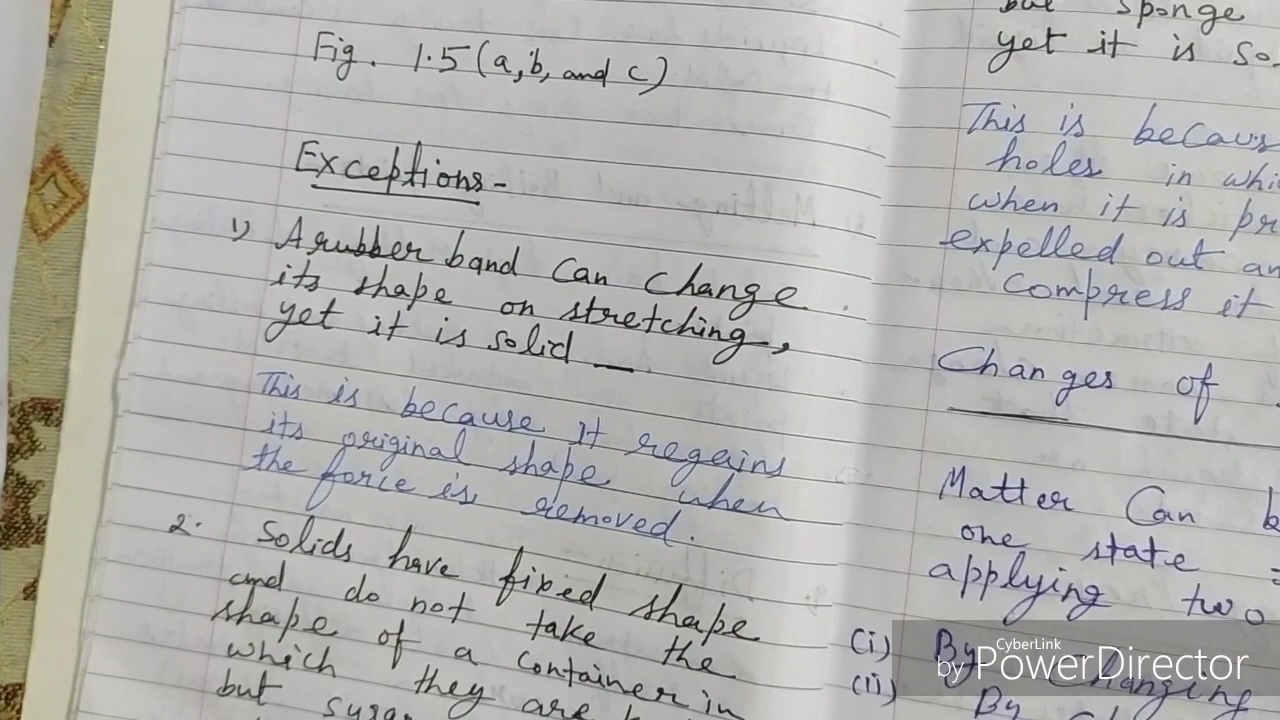 Fig. 1.5 (a, b, and c)
Exceptions -
1) A rubber band can change
its shape on stretching,
yet it is solid —
This is because it regains
its original shape when
the force is removed.
2. Solids have fixed shape
and do not take the
shape of a container in
which they are
but
but sponge
yet it is
This is
holes in
when it is
expelled out
Compress it
Changes of
Matter Can
one state
applying two
(i) By Changing
(ii) By
CyberLink
by PowerDirector